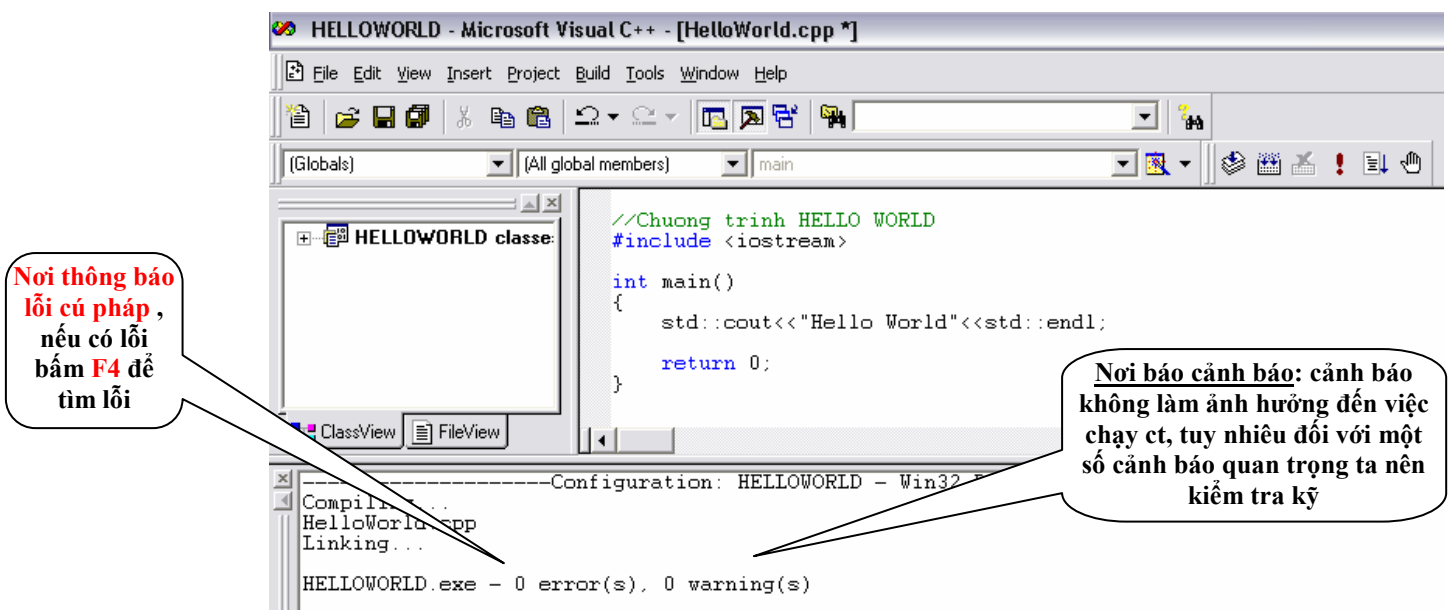 HELLOWORLD - Microsoft Visual C++ - [HelloWorld.cpp *]
File Edit View Insert Project Build Tools Window Help
(Globals) (All global members) main
HELLOWORLD classe
//Chuong trinh HELLO WORLD
#include <iostream>
int main()
{
std::cout<<"Hello World"<<std::endl;
return 0;
}
ClassView FileView
Nơi thông báo
lỗi cú pháp ,
nếu có lỗi
bấm F4 để
tìm lỗi
Nơi báo cảnh báo: cảnh báo
không làm ảnh hưởng đến việc
chạy ct, tuy nhiêu đối với một
số cảnh báo quan trọng ta nên
kiểm tra kỹ
--------------------Configuration: HELLOWORLD - Win32
Compiling...
HelloWorld.cpp
Linking...
HELLOWORLD.exe - 0 error(s), 0 warning(s)